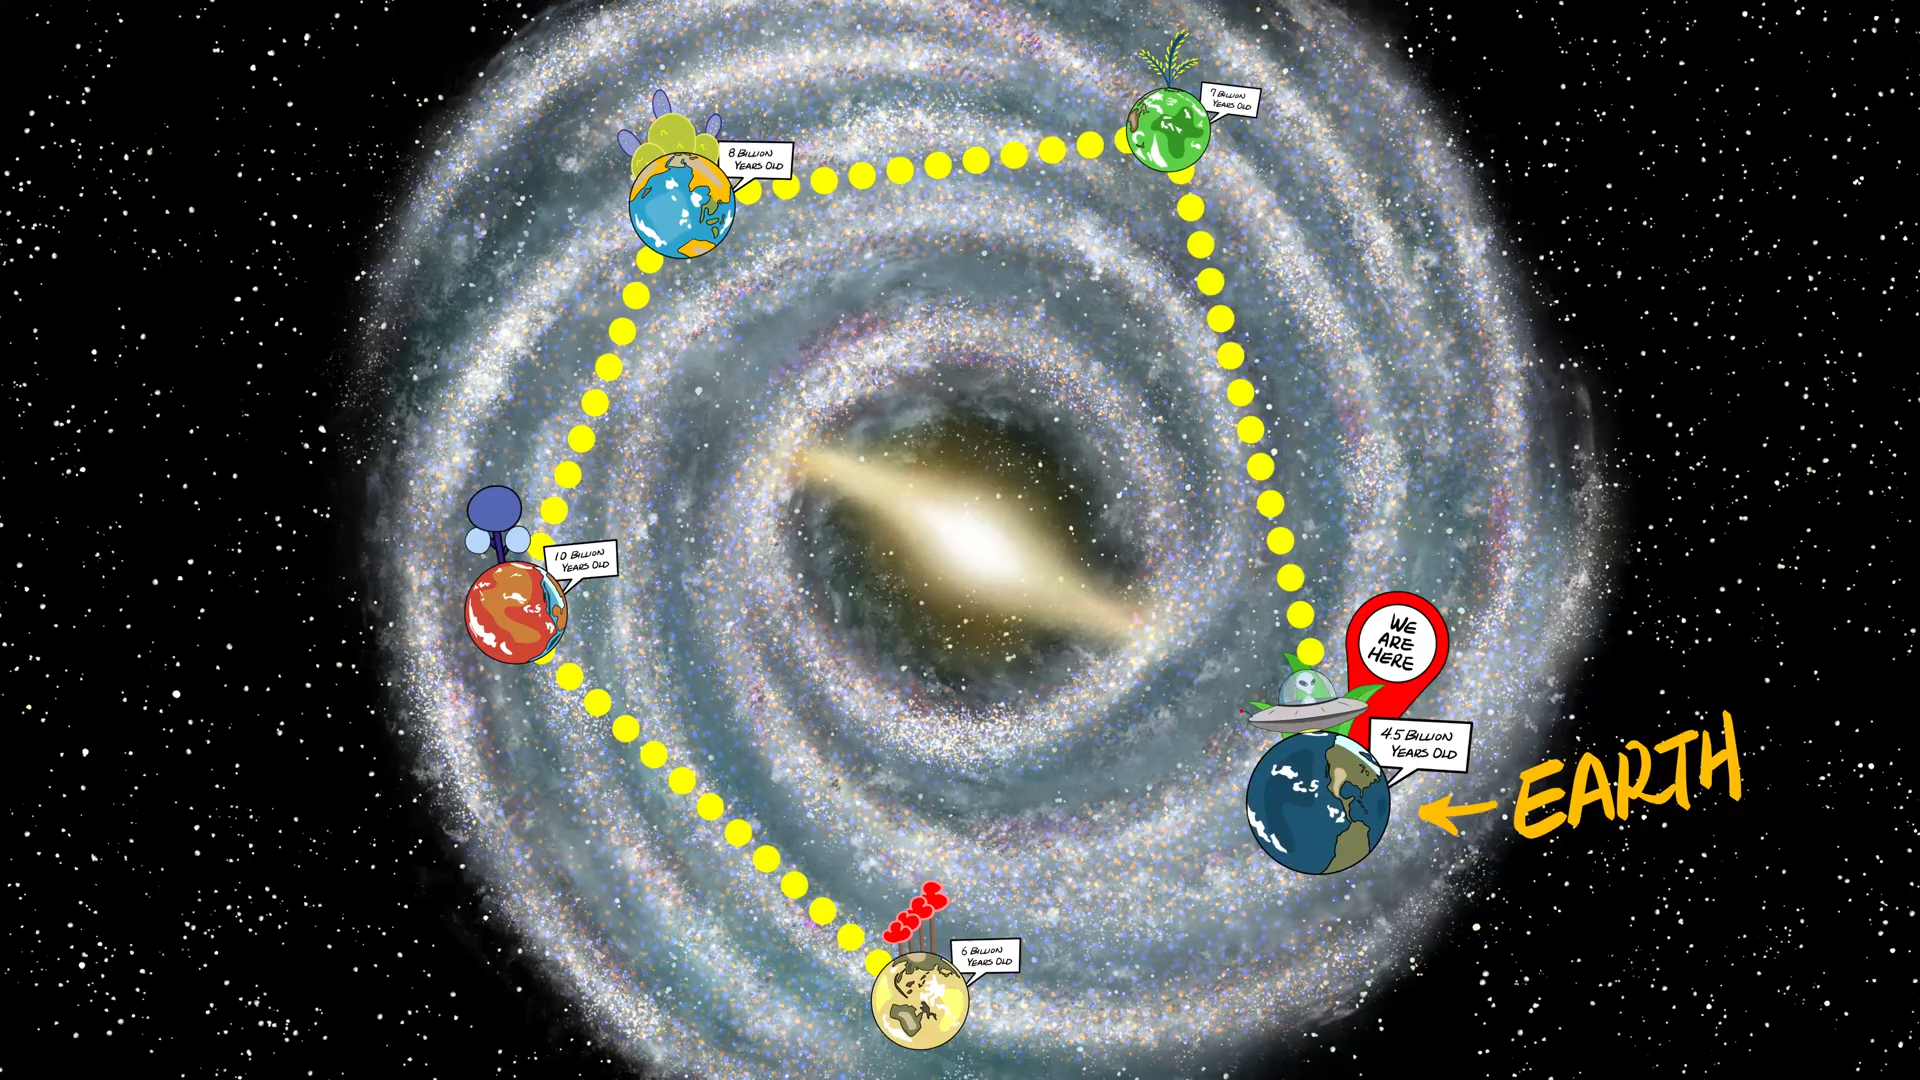 7 BILLION
YEARS OLD
8 BILLION
YEARS OLD
10 BILLION
YEARS OLD
WE
ARE
HERE
4.5 BILLION
YEARS OLD
EARTH
6 BILLION
YEARS OLD